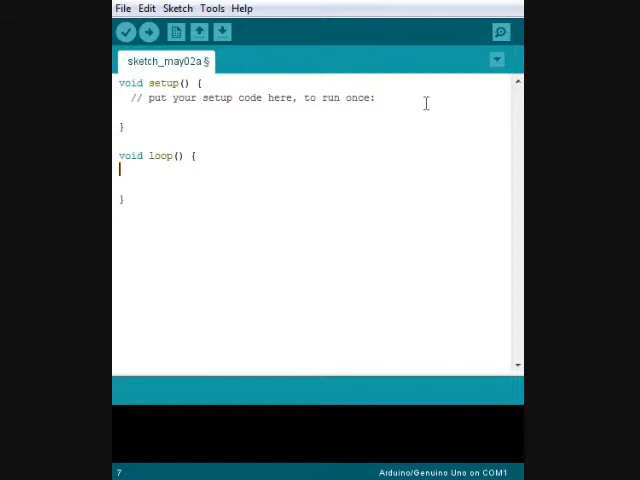 File Edit Sketch Tools Help
sketch_may02a §
void setup() {
// put your setup code here, to run once:
}
void loop() {
}
7
Arduino/Genuino Uno on COM1